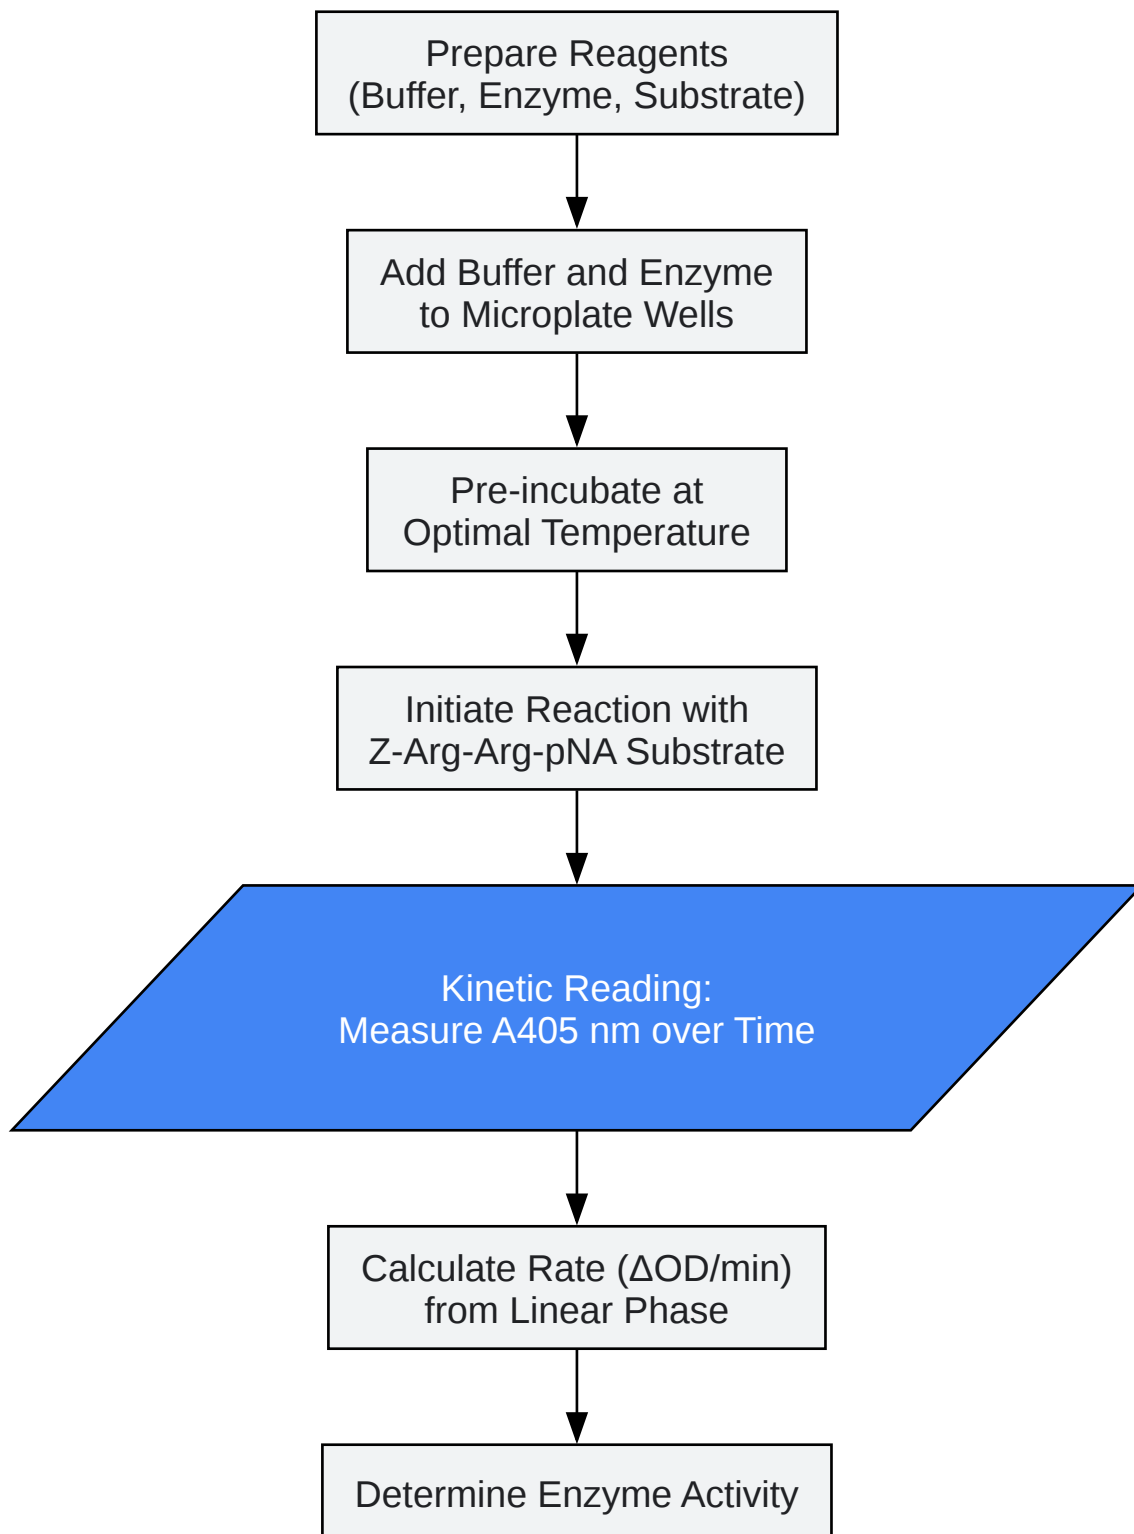 Prepare Reagents
(Buffer, Enzyme, Substrate)
Add Buffer and Enzyme
to Microplate Wells
Pre-incubate at
Optimal Temperature
Initiate Reaction with
Z-Arg-Arg-pNA Substrate
Kinetic Reading:
Measure A405 nm over Time
Calculate Rate (ΔOD/min)
from Linear Phase
Determine Enzyme Activity